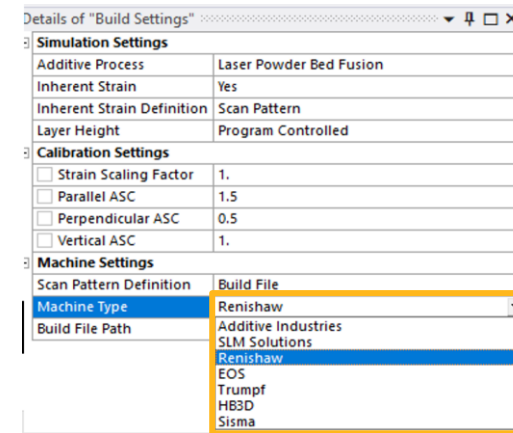 Details of "Build Settings"
Simulation Settings
Additive Process Laser Powder Bed Fusion
Inherent Strain Yes
Inherent Strain Definition Scan Pattern
Layer Height Program Controlled
Calibration Settings
Strain Scaling Factor 1.
Parallel ASC 1.5
Perpendicular ASC 0.5
Vertical ASC 1.
Machine Settings
Scan Pattern Definition Build File
Machine Type Renishaw
Build File Path Additive Industries
SLM Solutions
Renishaw
EOS
Trumpf
HB3D
Sisma